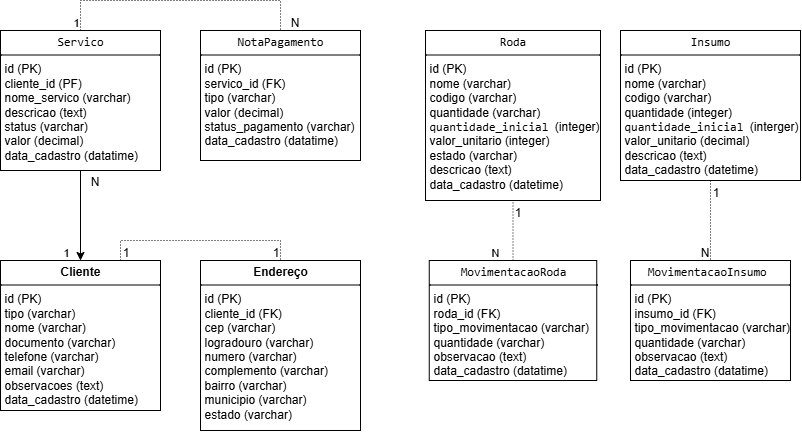 1
N
Servico
id (PK)
cliente_id (PF)
nome_servico (varchar)
descricao (text)
status (varchar)
valor (decimal)
data_cadastro (datatime)
NotaPagamento
id (PK)
servico_id (FK)
tipo (varchar)
valor (decimal)
status_pagamento (varchar)
data_cadastro (datatime)
Roda
id (PK)
nome (varchar)
codigo (varchar)
quantidade (varchar)
quantidade_inicial (integer)
valor_unitario (integer)
estado (varchar)
descricao (text)
data_cadastro (datetime)
Insumo
id (PK)
nome (varchar)
codigo (varchar)
quantidade (integer)
quantidade_inicial (interger)
valor_unitario (decimal)
descricao (text)
data_cadastro (datetime)
N
1
1
1
1
1
N
N
Cliente
id (PK)
tipo (varchar)
nome (varchar)
documento (varchar)
telefone (varchar)
email (varchar)
observacoes (text)
data_cadastro (datetime)
Endereço
id (PK)
cliente_id (FK)
cep (varchar)
logradouro (varchar)
numero (varchar)
complemento (varchar)
bairro (varchar)
municipio (varchar)
estado (varchar)
MovimentacaoRoda
id (PK)
roda_id (FK)
tipo_movimentacao (varchar)
quantidade (varchar)
observacao (text)
data_cadastro (datetime)
MovimentacaoInsumo
id (PK)
insumo_id (FK)
tipo_movimentacao (varchar)
quantidade (varchar)
observacao (text)
data_cadastro (datetime)